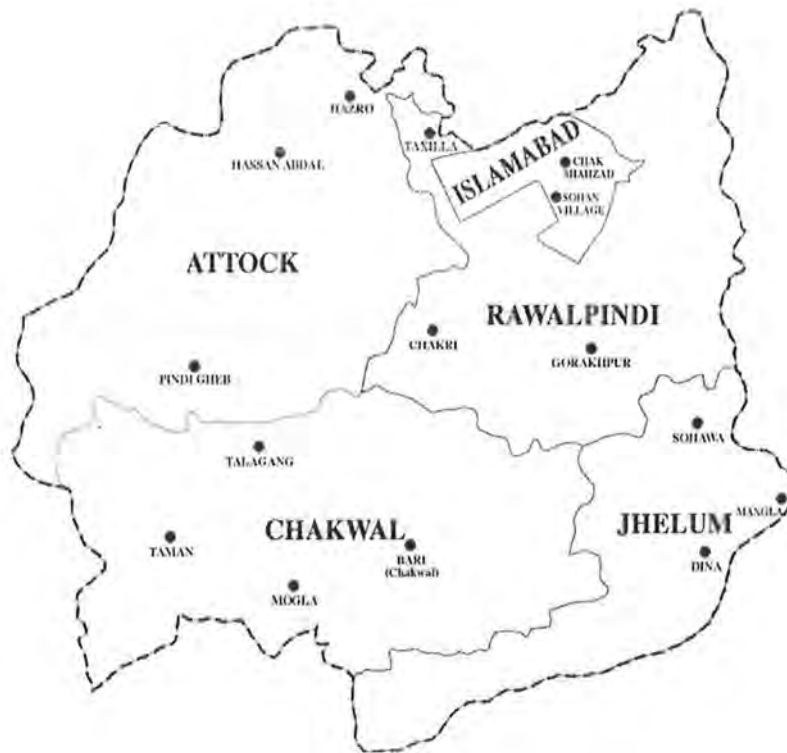 HAZRO
TAXILLA
HASSAN ABDAL
ISLAMABAD
CHAK
SHAHZAD
SOHAN
VILLAGE
ATTOCK
RAWALPINDI
CHAKRI
GORAKHPUR
PINDI GHEB
SOHAWA
TALAGANG
MANGLA
CHAKWAL
JHELUM
TAMAN
BARI
(Chakwal)
DINA
MOGLA